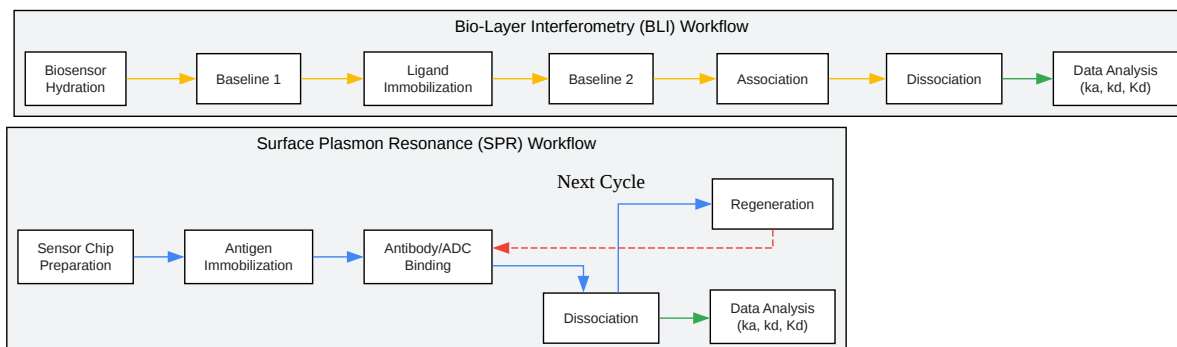 Bio-Layer Interferometry (BLI) Workflow
Biosensor
Hydration
Baseline 1
Ligand
Immobilization
Baseline 2
Association
Dissociation
Data Analysis
(ka, kd, Kd)
Surface Plasmon Resonance (SPR) Workflow
Next Cycle
Regeneration
Sensor Chip
Preparation
Antigen
Immobilization
Antibody/ADC
Binding
Dissociation
Data Analysis
(ka, kd, Kd)